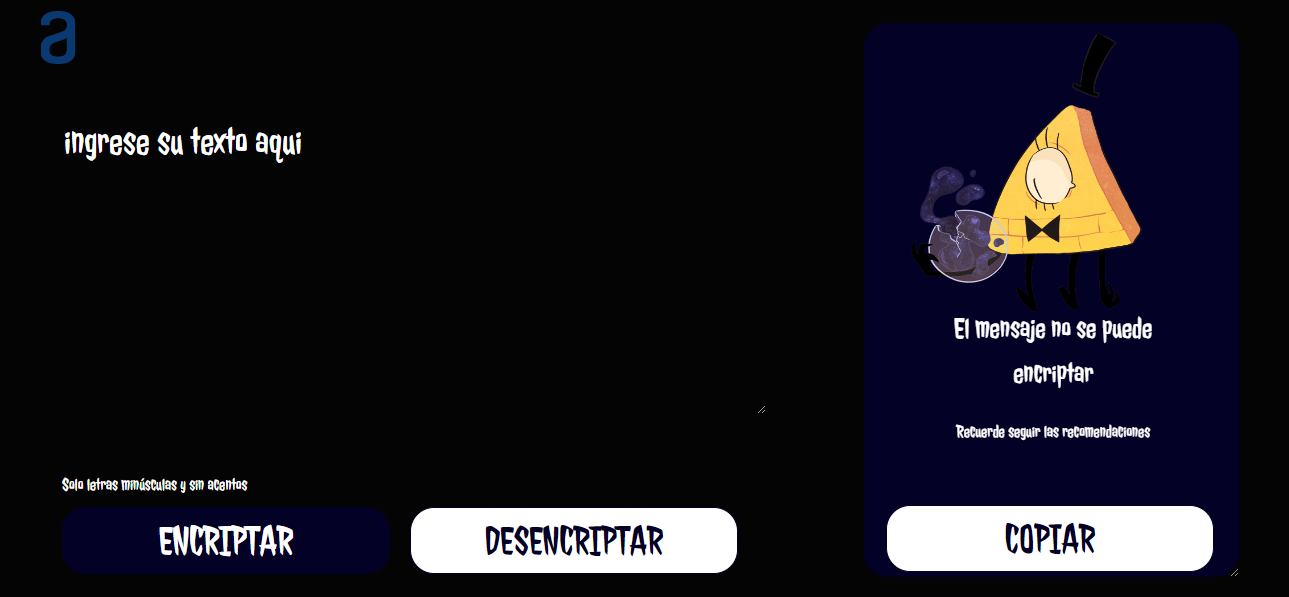 a
ingrese su texto aqui
Solo letras minúsculas y sin acentos
ENCRIPTAR
DESENCRIPTAR
El mensaje no se puede
encriptar
Recuerde seguir las recomendaciones
COPIAR